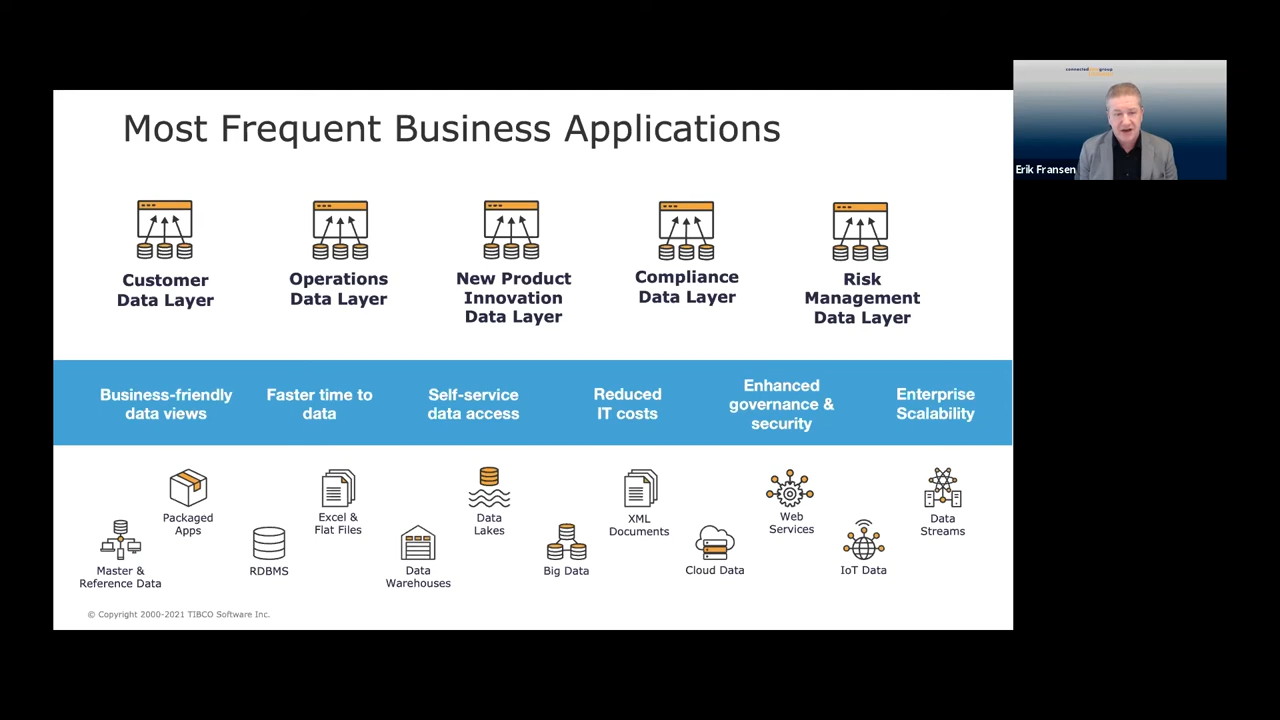 Most Frequent Business Applications
Erik Fransen
Customer
Data Layer
Operations
Data Layer
New Product
Innovation
Data Layer
Compliance
Data Layer
Risk
Management
Data Layer
Business-friendly
data views
Faster time to
data
Self-service
data access
Reduced
IT costs
Enhanced
governance &
security
Enterprise
Scalability
Packaged
Apps
Excel &
Flat Files
Data
Lakes
XML
Documents
Web
Services
Data
Streams
Master &
Reference Data
RDBMS
Data
Warehouses
Big Data
Cloud Data
IoT Data
© Copyright 2000-2021 TIBCO Software Inc.